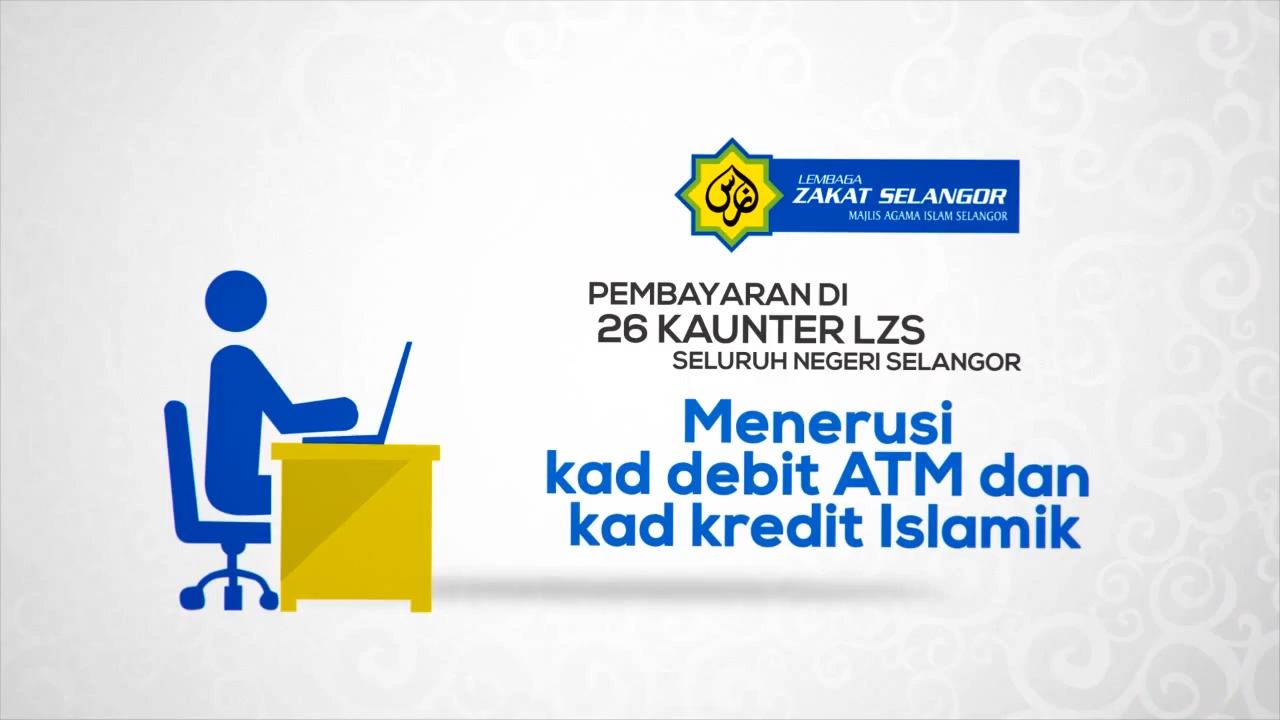 LEMBAGA
ZAKAT SELANGOR
MAJLIS AGAMA ISLAM SELANGOR
PEMBAYARAN DI
26 KAUNTER LZS
SELURUH NEGERI SELANGOR
Menerusi
kad debit ATM dan
kad kredit Islamik